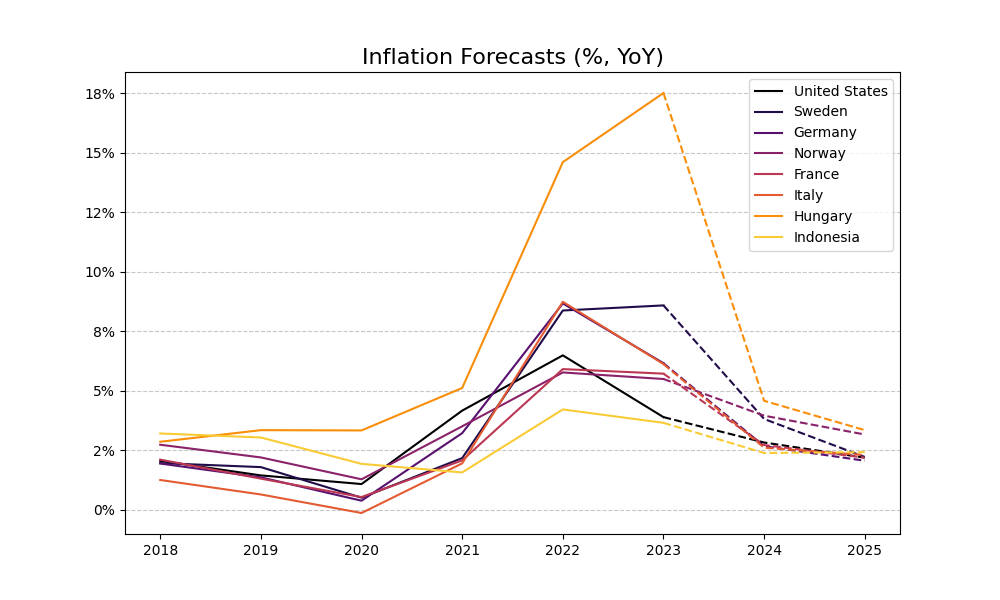 Inflation Forecasts (%, YoY)
18%
15%
12%
10%
8%
5%
2%
0%
United States
Sweden
Germany
Norway
France
Italy
Hungary
Indonesia
2018 2019 2020 2021 2022 2023 2024 2025